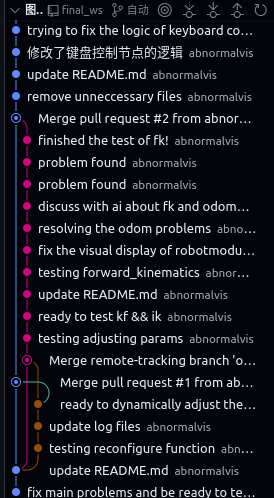 图... final_ws 自动
trying to fix the logic of keyboard co...
修改了键盘控制节点的逻辑 abnormalvis
update README.md abnormalvis
remove unneccessary files abnormalvis
Merge pull request #2 from abnor...
finished the test of fk! abnormalvis
problem found abnormalvis
problem found abnormalvis
discuss with ai about fk and odom...
resolving the odom problems abnor...
fix the visual display of robotmodu...
testing forward_kinematics abnor...
update README.md abnormalvis
ready to test kf && ik abnormalvis
testing adjusting params abnormalvis
Merge remote-tracking branch 'o...
Merge pull request #1 from ab...
ready to dynamically adjust the...
update log files abnormalvis
testing reconfigure function abn...
update README.md abnormalvis
fix main problems and be ready to te...